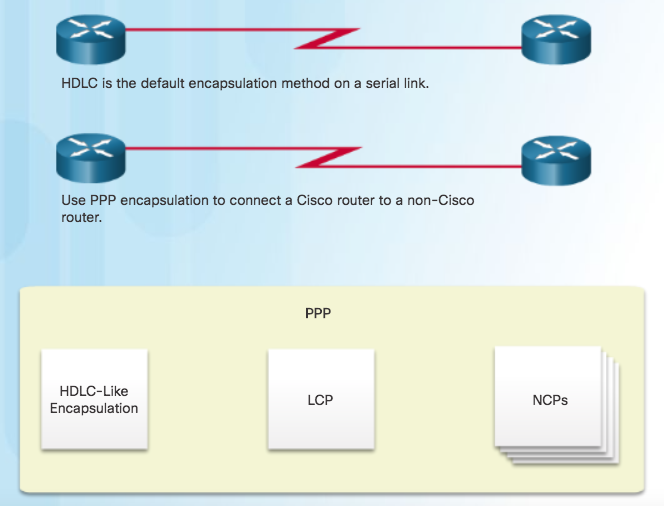 HDLC is the default encapsulation method on a serial link.
Use PPP encapsulation to connect a Cisco router to a non-Cisco
router.
PPP
HDLC-Like
Encapsulation
LCP
NCPs